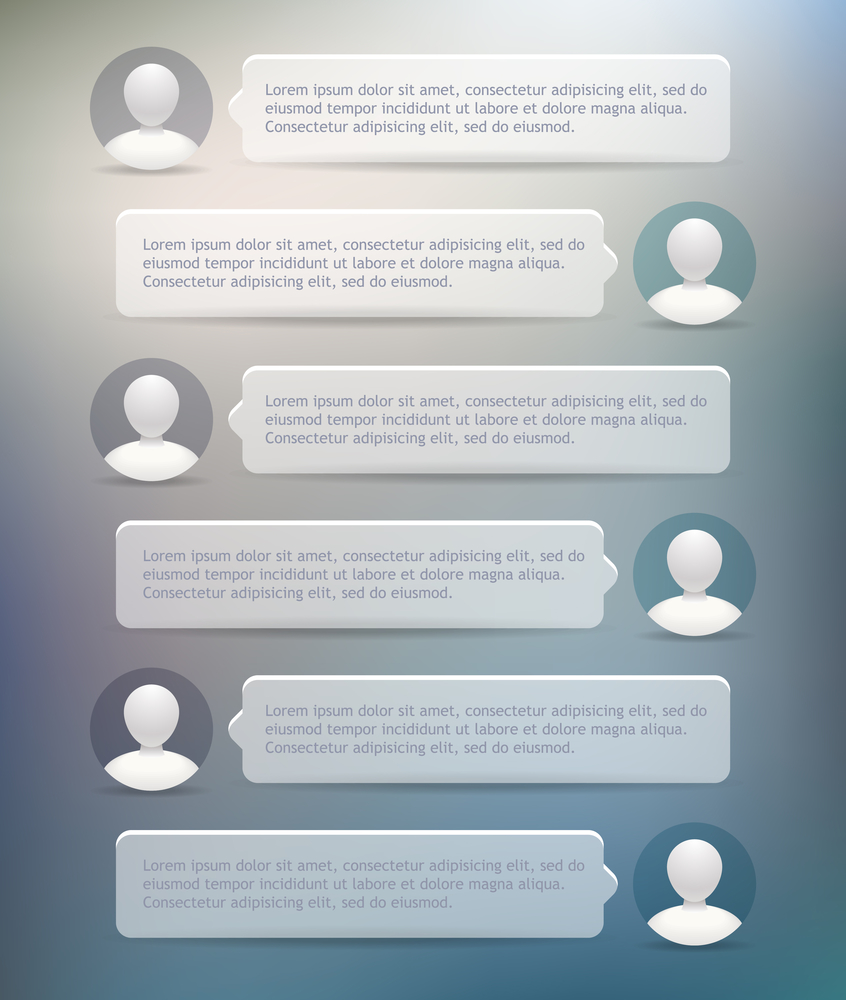 Lorem ipsum dolor sit amet, consectetur adipisicing elit, sed do
eiusmod tempor incididunt ut labore et dolore magna aliqua.
Consectetur adipisicing elit, sed do eiusmod.
Lorem ipsum dolor sit amet, consectetur adipisicing elit, sed do
eiusmod tempor incididunt ut labore et dolore magna aliqua.
Consectetur adipisicing elit, sed do eiusmod.
Lorem ipsum dolor sit amet, consectetur adipisicing elit, sed do
eiusmod tempor incididunt ut labore et dolore magna aliqua.
Consectetur adipisicing elit, sed do eiusmod.
Lorem ipsum dolor sit amet, consectetur adipisicing elit, sed do
eiusmod tempor incididunt ut labore et dolore magna aliqua.
Consectetur adipisicing elit, sed do eiusmod.
Lorem ipsum dolor sit amet, consectetur adipisicing elit, sed do
eiusmod tempor incididunt ut labore et dolore magna aliqua.
Consectetur adipisicing elit, sed do eiusmod.
Lorem ipsum dolor sit amet, consectetur adipisicing elit, sed do
eiusmod tempor incididunt ut labore et dolore magna aliqua.
Consectetur adipisicing elit, sed do eiusmod.